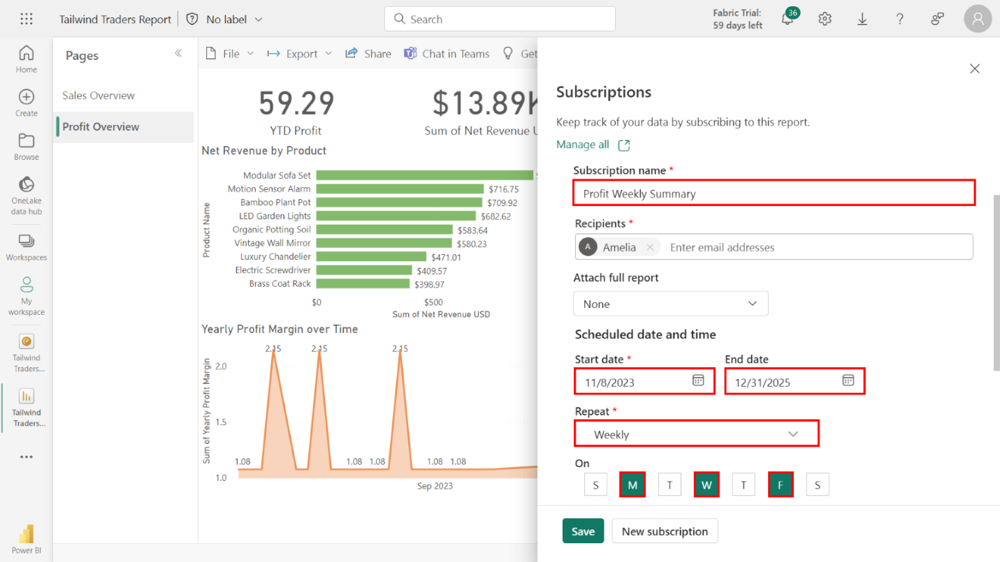 Tailwind Traders Report
No label
Search
Fabric Trial:
59 days left
36
Home
Create
Browse
OneLake
data hub
Workspaces
My
workspace
Tailwind
Traders...
Tailwind
Traders...
Power BI
Pages
Sales Overview
Profit Overview
File
Export
Share
Chat in Teams
Get
59.29
YTD Profit
$13.89K
Sum of Net Revenue U
Net Revenue by Product
Product Name
Modular Sofa Set
Motion Sensor Alarm $716.75
Bamboo Plant Pot $709.92
LED Garden Lights $682.62
Organic Potting Soil $583.64
Vintage Wall Mirror $580.23
Luxury Chandelier $471.01
Electric Screwdriver $409.57
Brass Coat Rack $398.97
$0 $500
Sum of Net Revenue USD
Yearly Profit Margin over Time
Sum of Yearly Profit Margin
2.15 2.15 2.15
2.0
1.5
1.08 1.08 1.08 1.08 1.08
1.0
Sep 2023
Subscriptions
Keep track of your data by subscribing to this report.
Manage all
Subscription name *
Profit Weekly Summary
Recipients *
A Amelia Enter email addresses
Attach full report
None
Scheduled date and time
Start date * End date
11/8/2023 12/31/2025
Repeat *
Weekly
On
S M T W T F S
Save New subscription